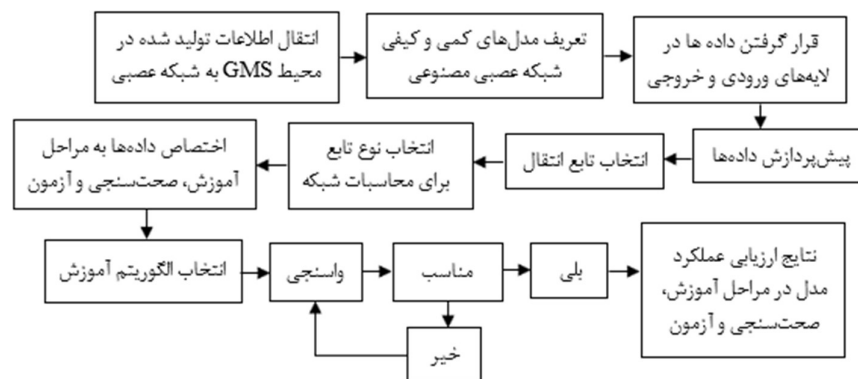 انتقال اطلاعات تولید شده در
محیط GMS به شبکه عصبی
تعریف مدل‌های کمی و کیفی
شبکه عصبی مصنوعی
قرار گرفتن داده ها در
لایه‌های ورودی و خروجی
پیش‌پردازش داده‌ها
انتخاب تابع انتقال
انتخاب نوع تابع
برای محاسبات شبکه
اختصاص داده‌ها به مراحل
آموزش، صحت‌سنجی و آزمون
انتخاب الگوریتم آموزش
واسنجی
مناسب
بلی
خیر
نتایج ارزیابی عملکرد
مدل در مراحل آموزش،
صحت‌سنجی و آزمون